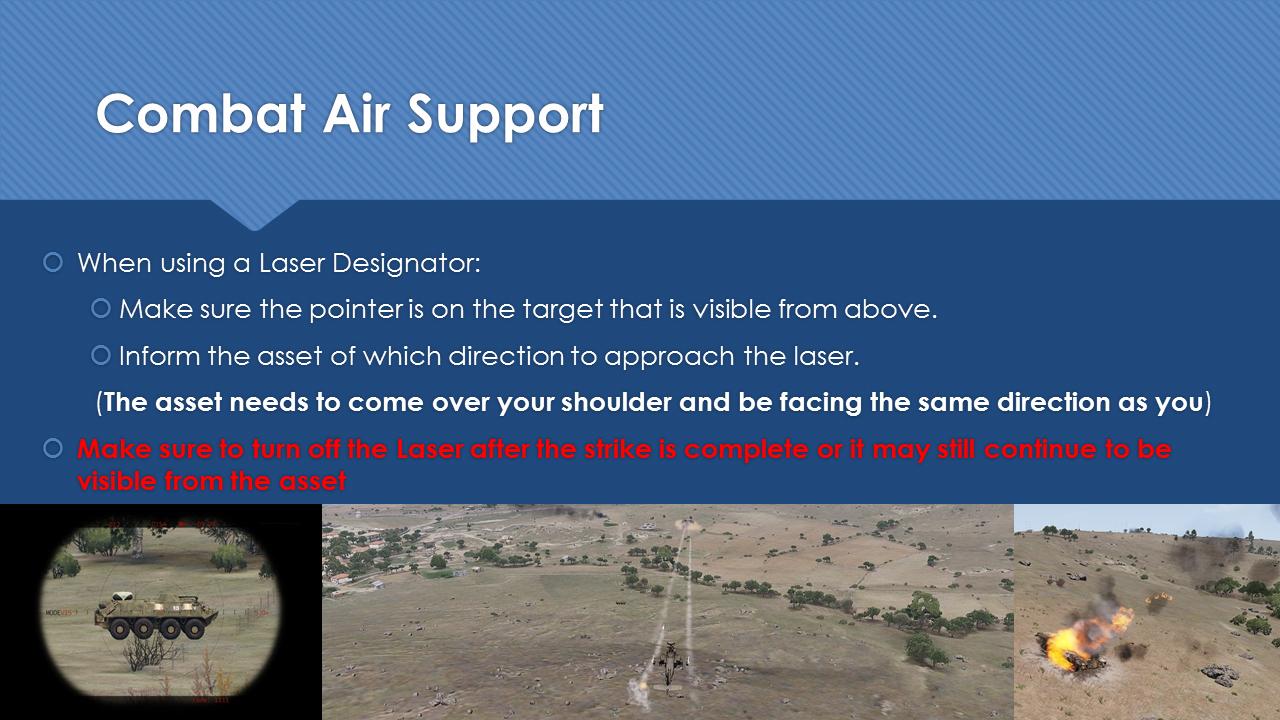 Combat Air Support
When using a Laser Designator:
Make sure the pointer is on the target that is visible from above.
Inform the asset of which direction to approach the laser.
(The asset needs to come over your shoulder and be facing the same direction as you)
Make sure to turn off the Laser after the strike is complete or it may still continue to be
visible from the asset